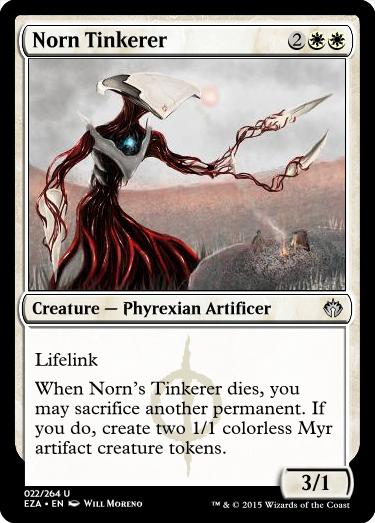 Norn Tinkerer 2
Creature — Phyrexian Artificer
Lifelink
When Norn's Tinkerer dies, you
may sacrifice another permanent. If
you do, create two 1/1 colorless Myr
artifact creature tokens.
3/1
022/264 U
EZA • EN Will Moreno
™ & © 2015 Wizards of the Coast